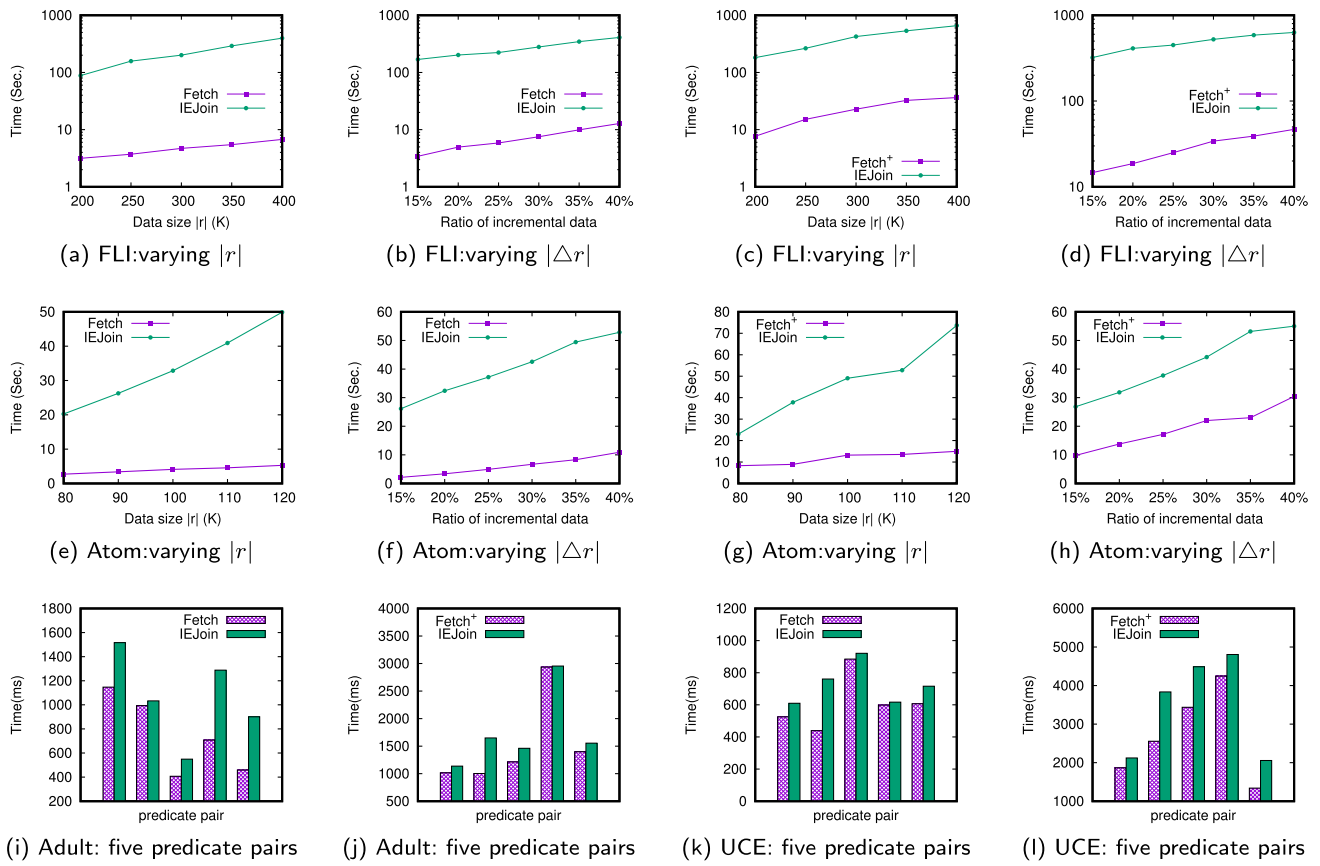 1000
100
10
1
Time (Sec.)
Fetch
IEJoin
200 250 300 350 400
Data size |r| (K)
(a) FLI:varying |r|
1000
100
10
1
Time (Sec.)
Fetch
IEJoin
15% 20% 25% 30% 35% 40%
Ratio of incremental data
(b) FLI:varying |△r|
1000
100
10
1
Time (Sec.)
Fetch+
IEJoin
200 250 300 350 400
Data size |r| (K)
(c) FLI:varying |r|
1000
100
10
Time (Sec.)
Fetch+
IEJoin
15% 20% 25% 30% 35% 40%
Ratio of incremental data
(d) FLI:varying |△r|
50
40
30
20
10
0
Time (Sec.)
Fetch
IEJoin
80 90 100 110 120
Data size |r| (K)
(e) Atom:varying |r|
60
50
40
30
20
10
0
Time (Sec.)
Fetch
IEJoin
15% 20% 25% 30% 35% 40%
Ratio of incremental data
(f) Atom:varying |△r|
80
70
60
50
40
30
20
10
0
Time (Sec.)
Fetch+
IEJoin
80 90 100 110 120
Data size |r| (K)
(g) Atom:varying |r|
60
50
40
30
20
10
0
Time (Sec.)
Fetch+
IEJoin
15% 20% 25% 30% 35% 40%
Ratio of incremental data
(h) Atom:varying |△r|
1800
1600
1400
1200
1000
800
600
400
200
Time(ms)
Fetch
IEJoin
predicate pair
(i) Adult: five predicate pairs
4000
3500
3000
2500
2000
1500
1000
500
Time(ms)
Fetch+
IEJoin
predicate pair
(j) Adult: five predicate pairs
1200
1000
800
600
400
200
0
Time(ms)
Fetch
IEJoin
predicate pair
(k) UCE: five predicate pairs
6000
5000
4000
3000
2000
1000
Time(ms)
Fetch+
IEJoin
predicate pair
(l) UCE: five predicate pairs